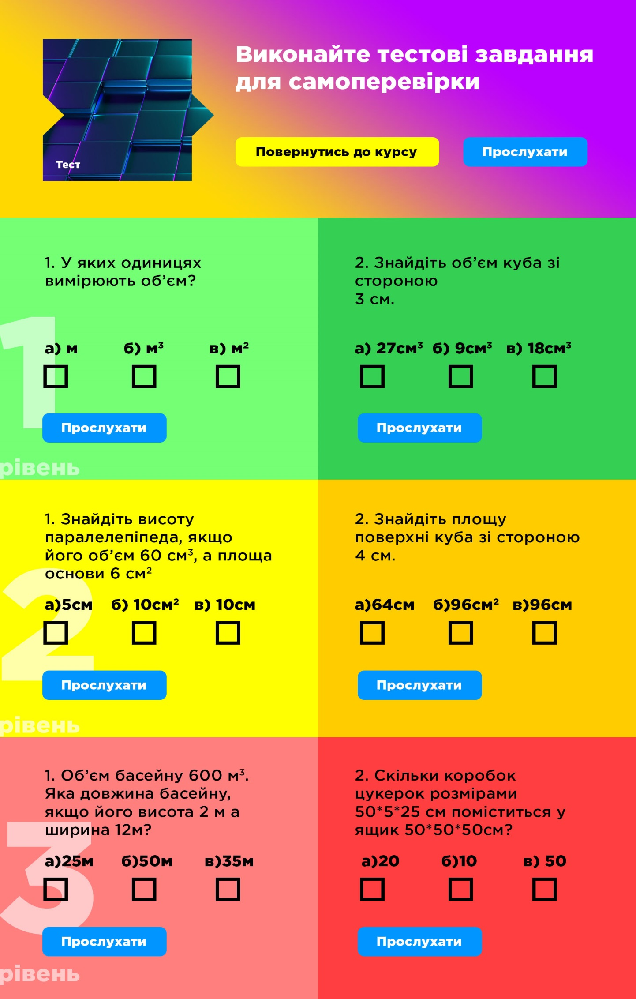 Виконайте тестові завдання
для самоперевірки
Тест
Повернутись до курсу
Прослухати
1. У яких одиницях
вимірюють об’єм?
а) м б) м³ в) м²
Прослухати
1
рівень
2. Знайдіть об’єм куба зі
стороною
3 см.
а) 27см³ б) 9см³ в) 18см³
Прослухати
1. Знайдіть висоту
паралелепіпеда, якщо
його об’єм 60 см³, а площа
основи 6 см²
а)5см б) 10см² в) 10см
Прослухати
2
рівень
2. Знайдіть площу
поверхні куба зі стороною
4 см.
а)64см б)96см² в)96см
Прослухати
1. Об’єм басейну 600 м³.
Яка довжина басейну,
якщо його висота 2 м а
ширина 12м?
а)25м б)50м в)35м
Прослухати
3
рівень
2. Скільки коробок
цукерок розмірами
50*5*25 см поміститься у
ящик 50*50*50см?
а)20 б)10 в) 50
Прослухати